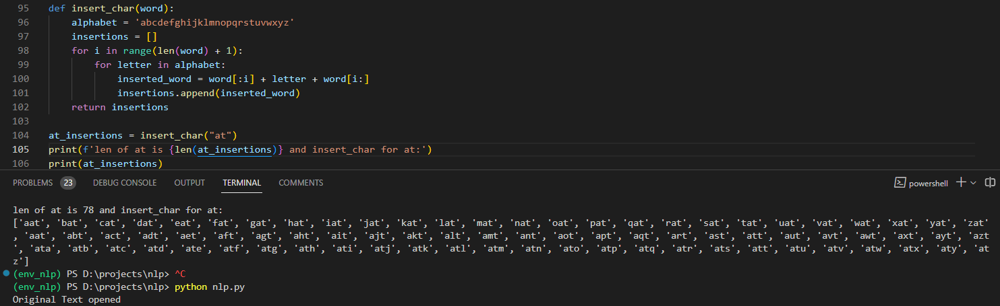 95 def insert_char(word):
96     alphabet = 'abcdefghijklmnopqrstuvwxyz'
97     insertions = []
98     for i in range(len(word) + 1):
99         for letter in alphabet:
100             inserted_word = word[:i] + letter + word[i:]
101             insertions.append(inserted_word)
102     return insertions
103
104 at_insertions = insert_char("at")
105 print(f'len of at is {len(at_insertions)} and insert_char for at:')
106 print(at_insertions)
PROBLEMS 23 DEBUG CONSOLE OUTPUT TERMINAL COMMENTS powershell
len of at is 78 and insert_char for at:
['aat', 'bat', 'cat', 'dat', 'eat', 'fat', 'gat', 'hat', 'iat', 'jat', 'kat', 'lat', 'mat', 'nat', 'oat', 'pat', 'qat', 'rat', 'sat', 'tat', 'uat', 'vat', 'wat', 'xat', 'yat', 'zat'
, 'aat', 'abt', 'act', 'adt', 'aet', 'aft', 'agt', 'aht', 'ait', 'ajt', 'akt', 'alt', 'amt', 'ant', 'aot', 'apt', 'aqt', 'art', 'ast', 'att', 'aut', 'avt', 'awt', 'axt', 'ayt', 'azt
', 'ata', 'atb', 'atc', 'atd', 'ate', 'atf', 'atg', 'ath', 'ati', 'atj', 'atk', 'atl', 'atm', 'atn', 'ato', 'atp', 'atq', 'atr', 'ats', 'att', 'atu', 'atv', 'atw', 'atx', 'aty', 'at
z']
(env_nlp) PS D:\projects\nlp> ^C
(env_nlp) PS D:\projects\nlp> python nlp.py
Original Text opened